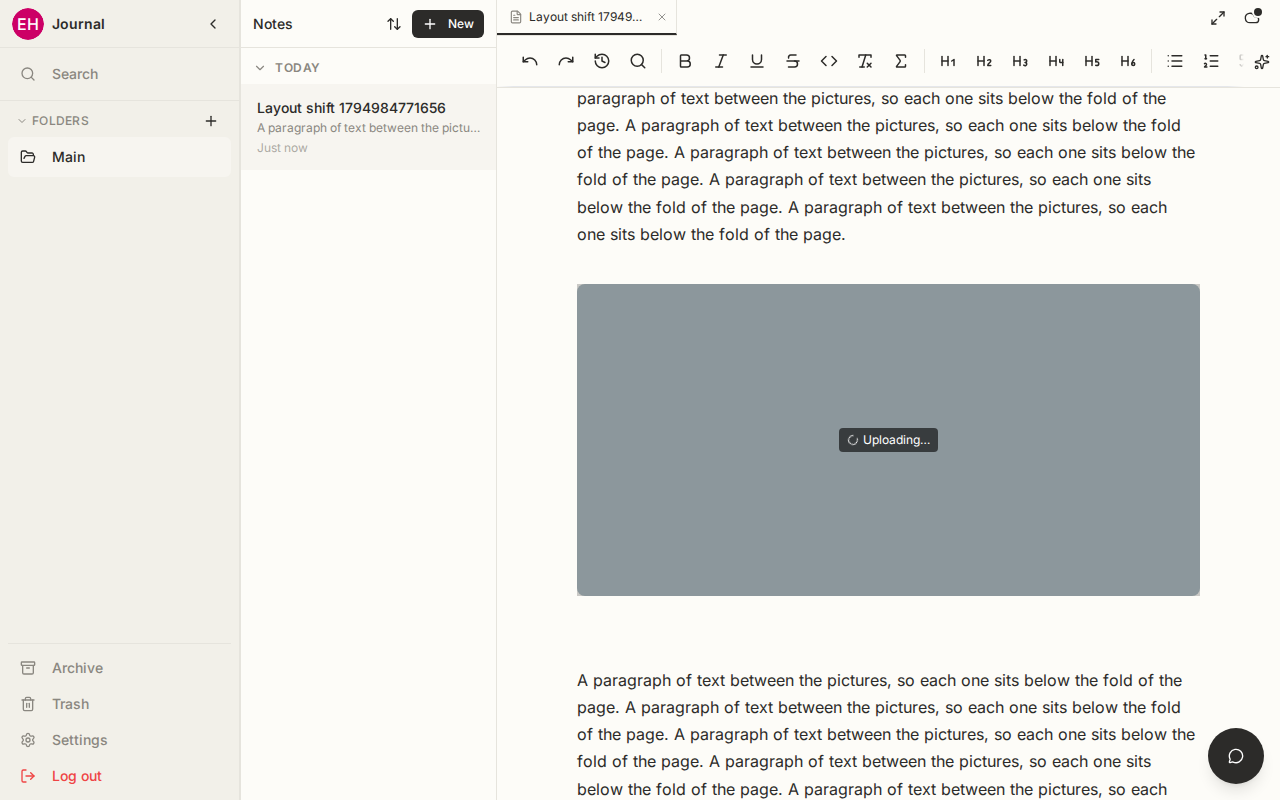 EH Journal
Search
FOLDERS
Main
Archive
Trash
Settings
Log out
Notes
New
TODAY
Layout shift 1794984771656
A paragraph of text between the pictu...
Just now
Layout shift 17949...
H1 H2 H3 H4 H5 H6
paragraph of text between the pictures, so each one sits below the fold of the
page. A paragraph of text between the pictures, so each one sits below the fold
of the page. A paragraph of text between the pictures, so each one sits below the
fold of the page. A paragraph of text between the pictures, so each one sits
below the fold of the page. A paragraph of text between the pictures, so each
one sits below the fold of the page.
Uploading...
A paragraph of text between the pictures, so each one sits below the fold of the
page. A paragraph of text between the pictures, so each one sits below the fold
of the page. A paragraph of text between the pictures, so each one sits below the
fold of the page. A paragraph of text between the pictures, so each one sits
below the fold of the page. A paragraph of text between the pictures, so each